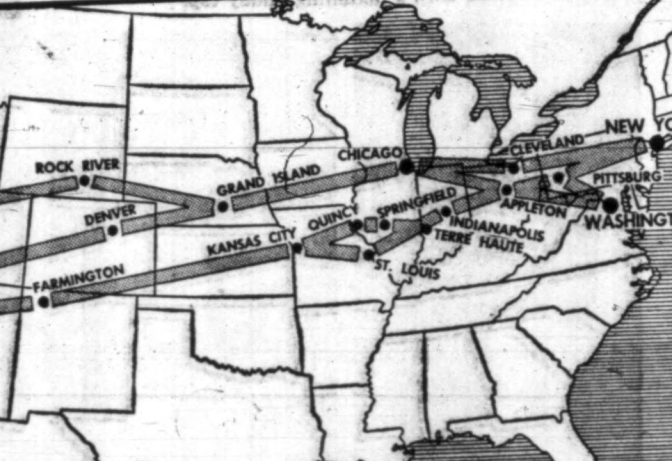 NEW YO
CLEVELAND
CHICAGO
ROCK RIVER
PITTSBURG
GRAND ISLAND
APPLETON
SPRINGFIELD
WASHINGT
DENVER
QUINCY
INDIANAPOLIS
KANSAS CITY
TERRE HAUTE
ST. LOUIS
FARMINGTON